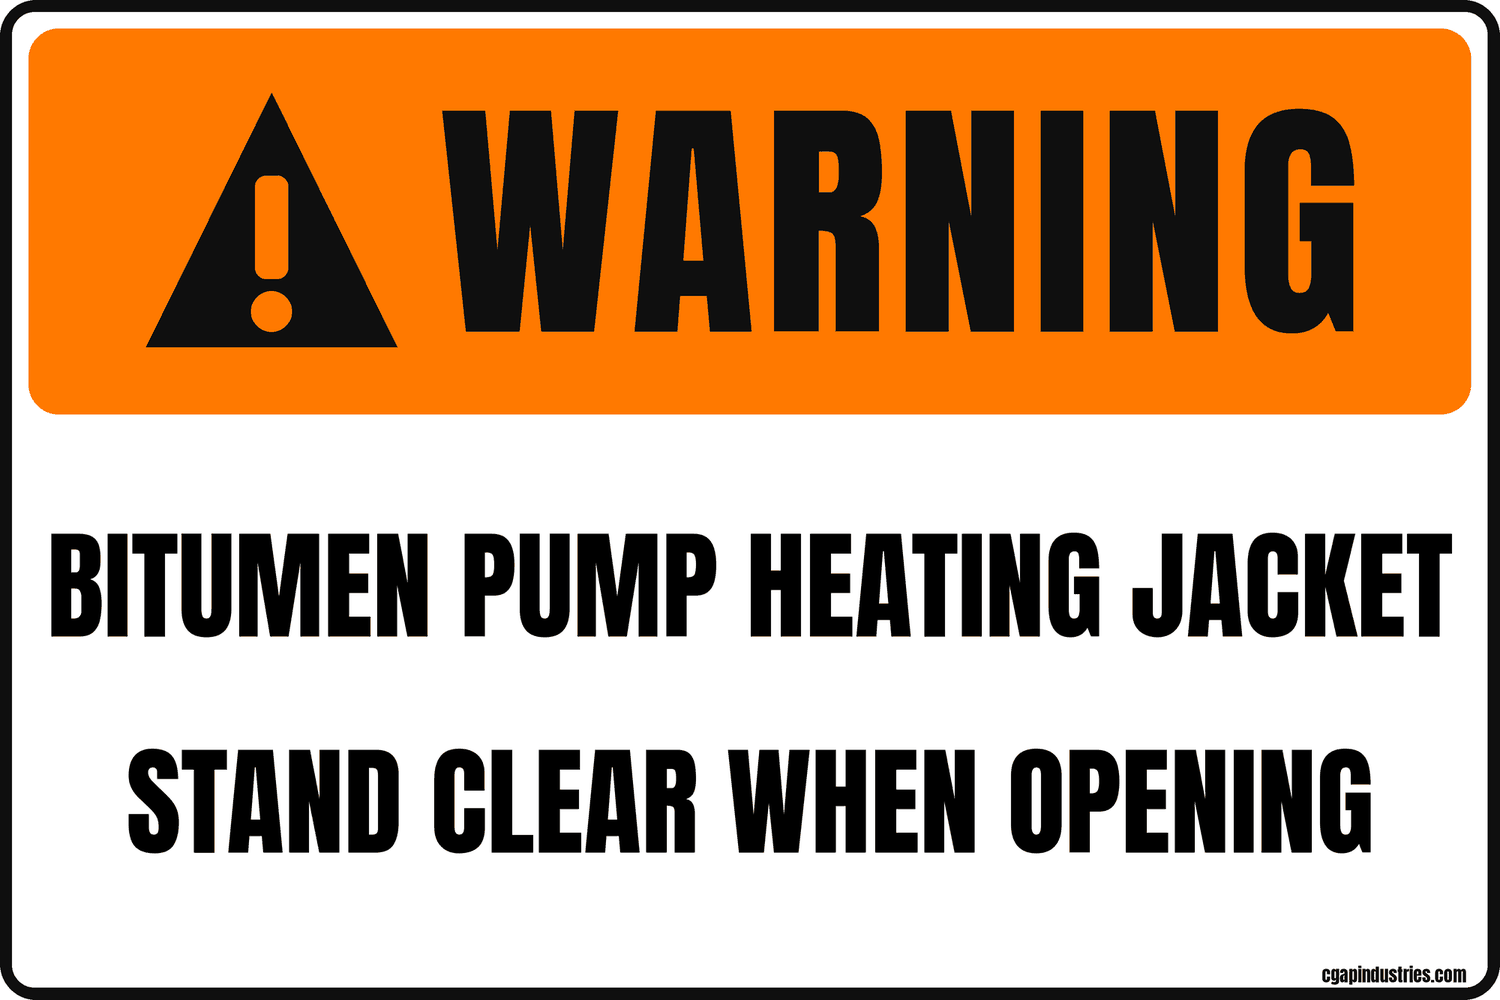 WARNING
BITUMEN PUMP HEATING JACKET
STAND CLEAR WHEN OPENING
cgapindustries.com